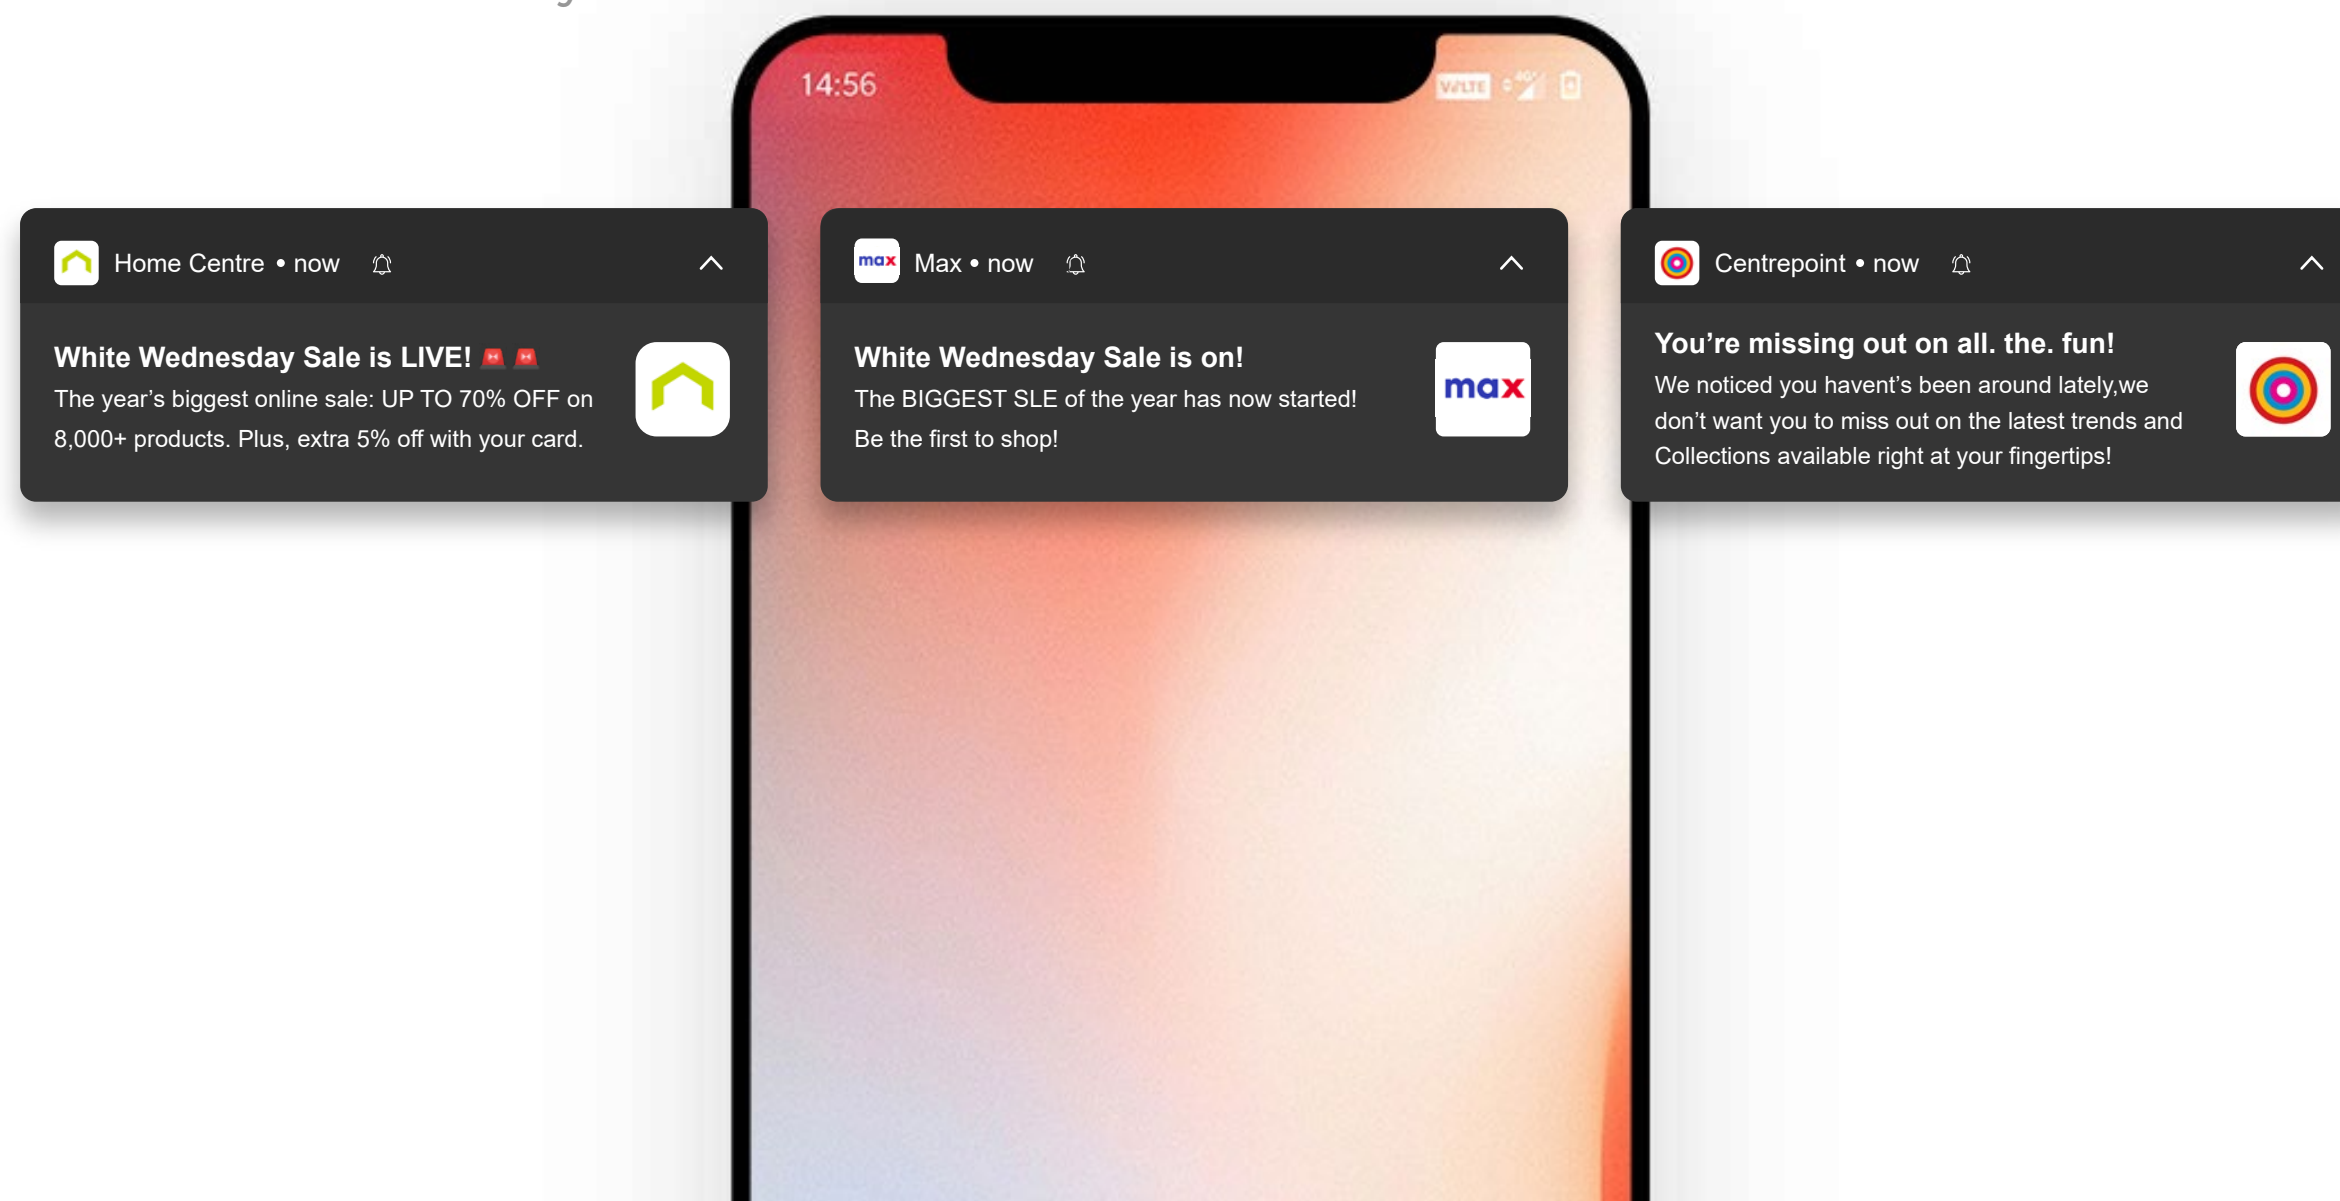 14:56
VoLTE 4G+
Home Centre • now
White Wednesday Sale is LIVE! 🚨 🚨
The year’s biggest online sale: UP TO 70% OFF on
8,000+ products. Plus, extra 5% off with your card.
max
Max • now
White Wednesday Sale is on!
The BIGGEST SLE of the year has now started!
Be the first to shop!
max
Centrepoint • now
You’re missing out on all. the. fun!
We noticed you havent’s been around lately,we
don’t want you to miss out on the latest trends and
Collections available right at your fingertips!